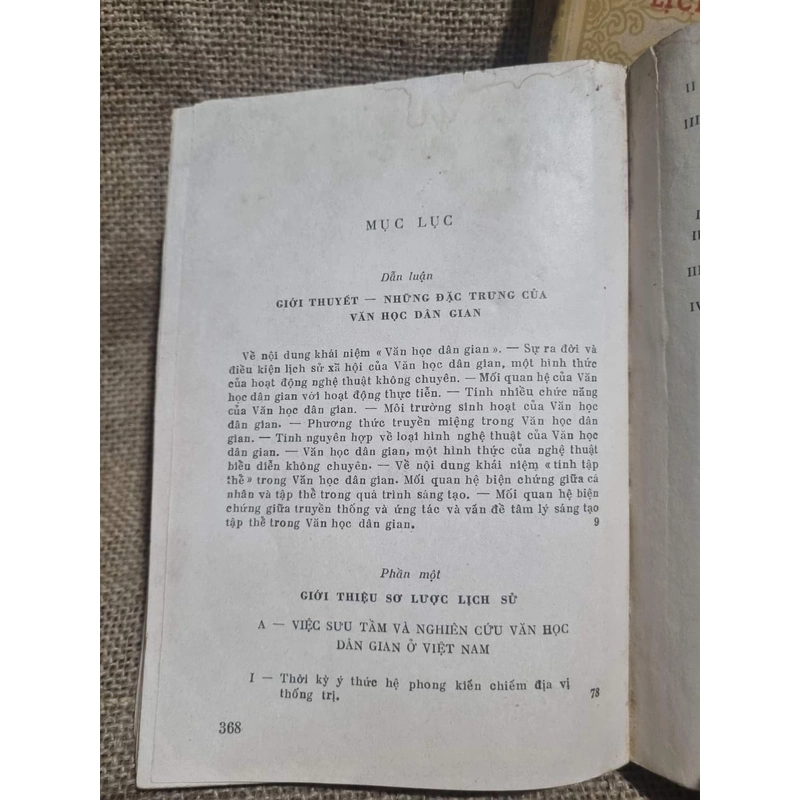 LỊC
MỤC LỤC
Dẫn luận
GIỚI THUYẾT — NHỮNG ĐẶC TRƯNG CỦA
VĂN HỌC DÂN GIAN
Về nội dung khái niệm « Văn học dân gian ». — Sự ra đời và
điều kiện lịch sử xã hội của Văn học dân gian, một hình thức
của hoạt động nghệ thuật không chuyên. — Mối quan hệ của Văn
học dân gian với hoạt động thực tiễn. — Tính nhiều chức năng
của Văn học dân gian. — Môi trường sinh hoạt của Văn học
dân gian. — Phương thức truyền miệng trong Văn học dân
gian. — Tính nguyên hợp về loại hình nghệ thuật của Văn học
dân gian. — Văn học dân gian, một hình thức của nghệ thuật
biểu diễn không chuyên. — Về nội dung khái niệm « tính tập
thể » trong Văn học dân gian. Mối quan hệ biện chứng giữa cá
nhân và tập thể trong quá trình sáng tạo. — Mối quan hệ biện
chứng giữa truyền thống và ứng tác và vấn đề tâm lý sáng tạo
tập thể trong Văn học dân gian. 9
Phần một
GIỚI THIỆU SƠ LƯỢC LỊCH SỬ
A — VIỆC SƯU TẦM VÀ NGHIÊN CỨU VĂN HỌC
DÂN GIAN Ở VIỆT NAM
I — Thời kỳ ý thức hệ phong kiến chiếm địa vị
thống trị. 78
368
II
III
I
II
III
IV